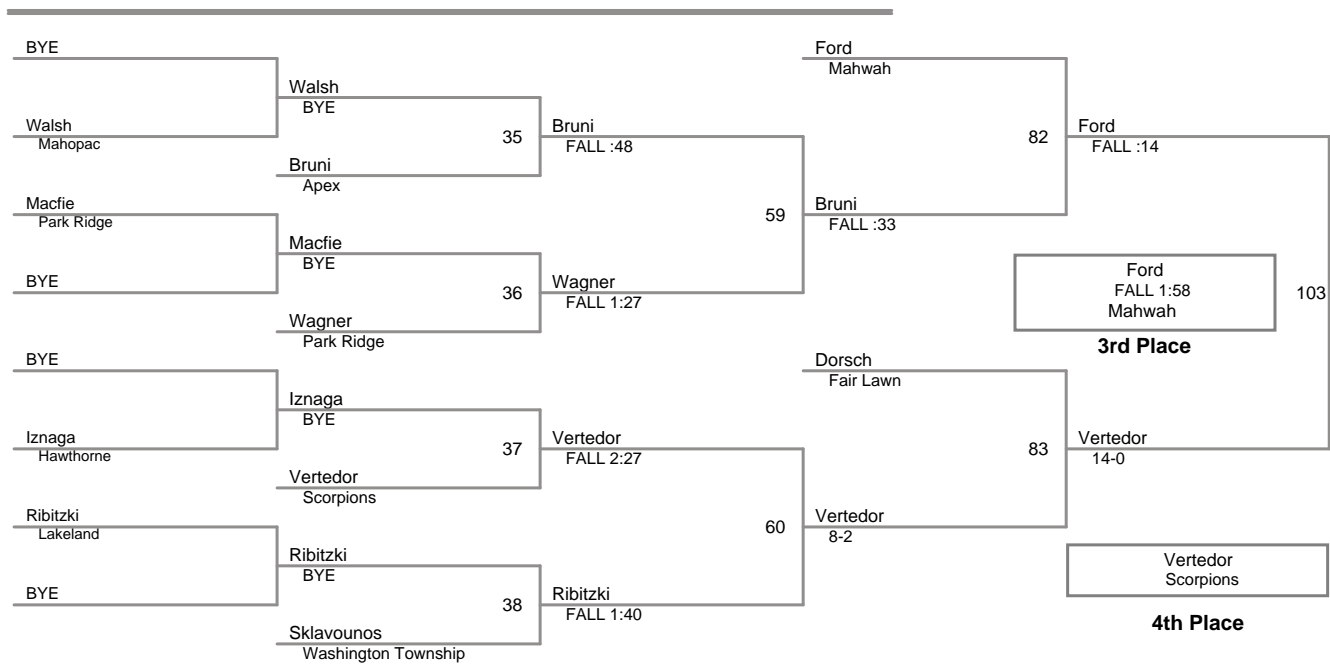 BYE
Walsh
Mahopac
Macfie
Park Ridge
BYE
BYE
Iznaga
Hawthorne
Ribitzki
Lakeland
BYE
Walsh
BYE
35
Bruni
Apex
Macfie
BYE
36
Wagner
Park Ridge
Iznaga
BYE
37
Vertedor
Scorpions
Ribitzki
BYE
38
Sklavounos
Washington Township
Bruni
FALL :48
59
Wagner
FALL 1:27
Vertedor
FALL 2:27
60
Ribitzki
FALL 1:40
Ford
Mahwah
82
Bruni
FALL :33
Dorsch
Fair Lawn
83
Vertedor
8-2
Ford
FALL :14
103
Vertedor
14-0
Ford
FALL 1:58
Mahwah
3rd Place
Vertedor
Scorpions
4th Place